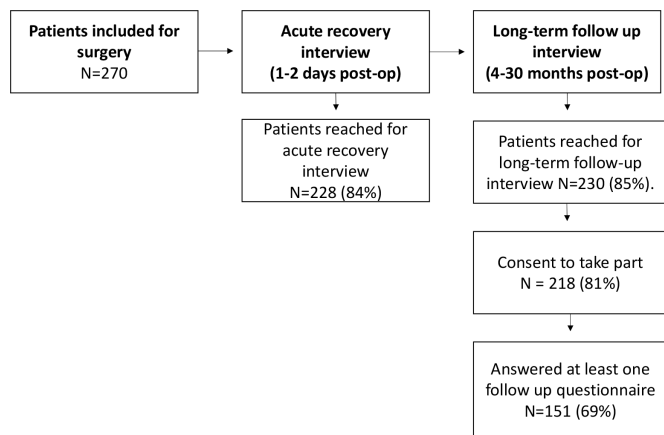 Patients included for
surgery
N=270
Acute recovery
interview
(1-2 days post-op)
Long-term follow up
interview
(4-30 months post-op)
Patients reached for
acute recovery
interview
N=228 (84%)
Patients reached for
long-term follow-up
interview N=230 (85%).
Consent to take part
N = 218 (81%)
Answered at least one
follow up questionnaire
N=151 (69%)